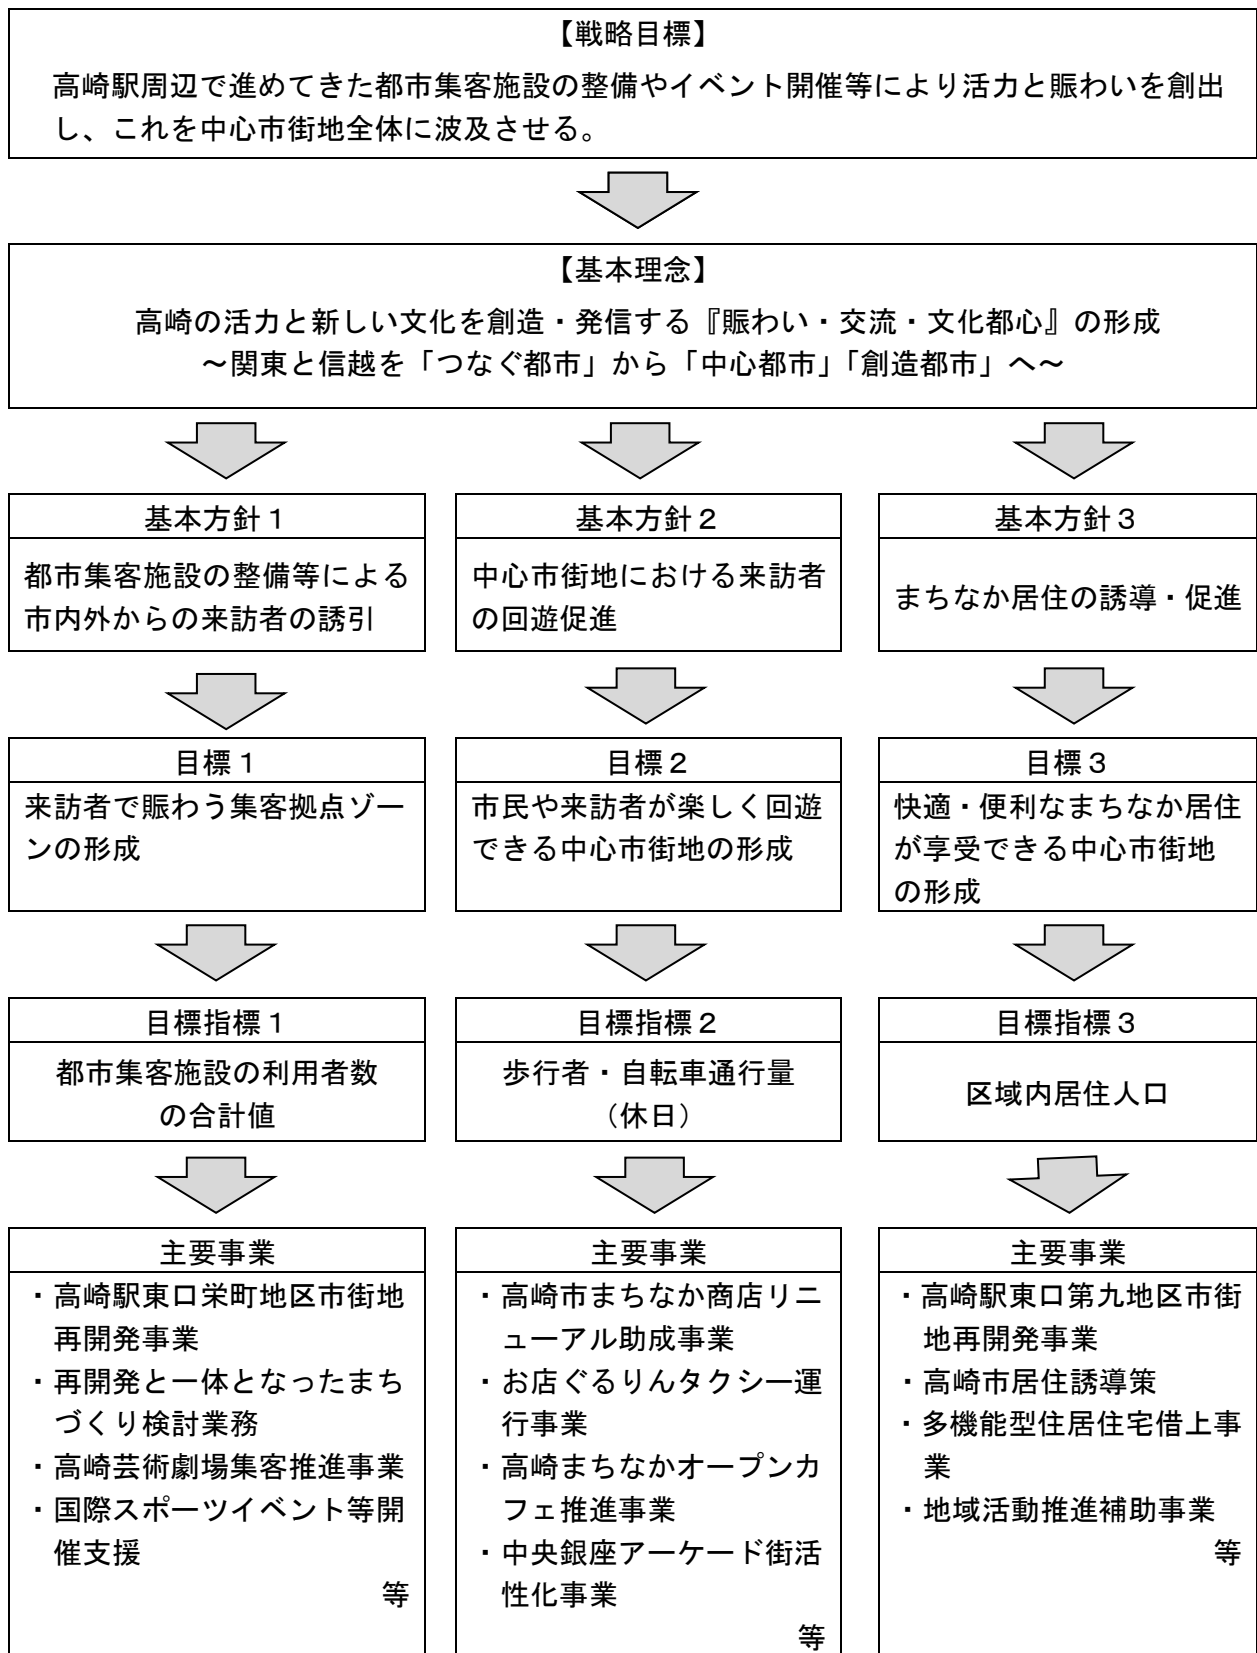 【戦略目標】
高崎駅周辺で進めてきた都市集客施設の整備やイベント開催等により活力と賑わいを創出
し、これを中心市街地全体に波及させる。
【基本理念】
高崎の活力と新しい文化を創造・発信する『賑わい・交流・文化都心』の形成
～関東と信越を「つなぐ都市」から「中心都市」「創造都市」へ～
基本方針１
都市集客施設の整備等による
市内外からの来訪者の誘引
基本方針２
中心市街地における来訪者
の回遊促進
基本方針３
まちなか居住の誘導・促進
目標１
来訪者で賑わう集客拠点ゾー
ンの形成
目標２
市民や来訪者が楽しく回遊
できる中心市街地の形成
目標３
快適・便利なまちなか居住
が享受できる中心市街地
の形成
目標指標１
都市集客施設の利用者数
の合計値
目標指標２
歩行者・自転車通行量
（休日）
目標指標３
区域内居住人口
主要事業
・高崎駅東口栄町地区市街地
再開発事業
・再開発と一体となったまち
づくり検討業務
・高崎芸術劇場集客推進事業
・国際スポーツイベント等開
催支援
等
主要事業
・高崎市まちなか商店リニ
ューアル助成事業
・お店ぐるりんタクシー運
行事業
・高崎まちなかオープンカ
フェ推進事業
・中央銀座アーケード街活
性化事業
等
主要事業
・高崎駅東口第九地区市街
地再開発事業
・高崎市居住誘導策
・多機能型住居住宅借上事
業
・地域活動推進補助事業
等